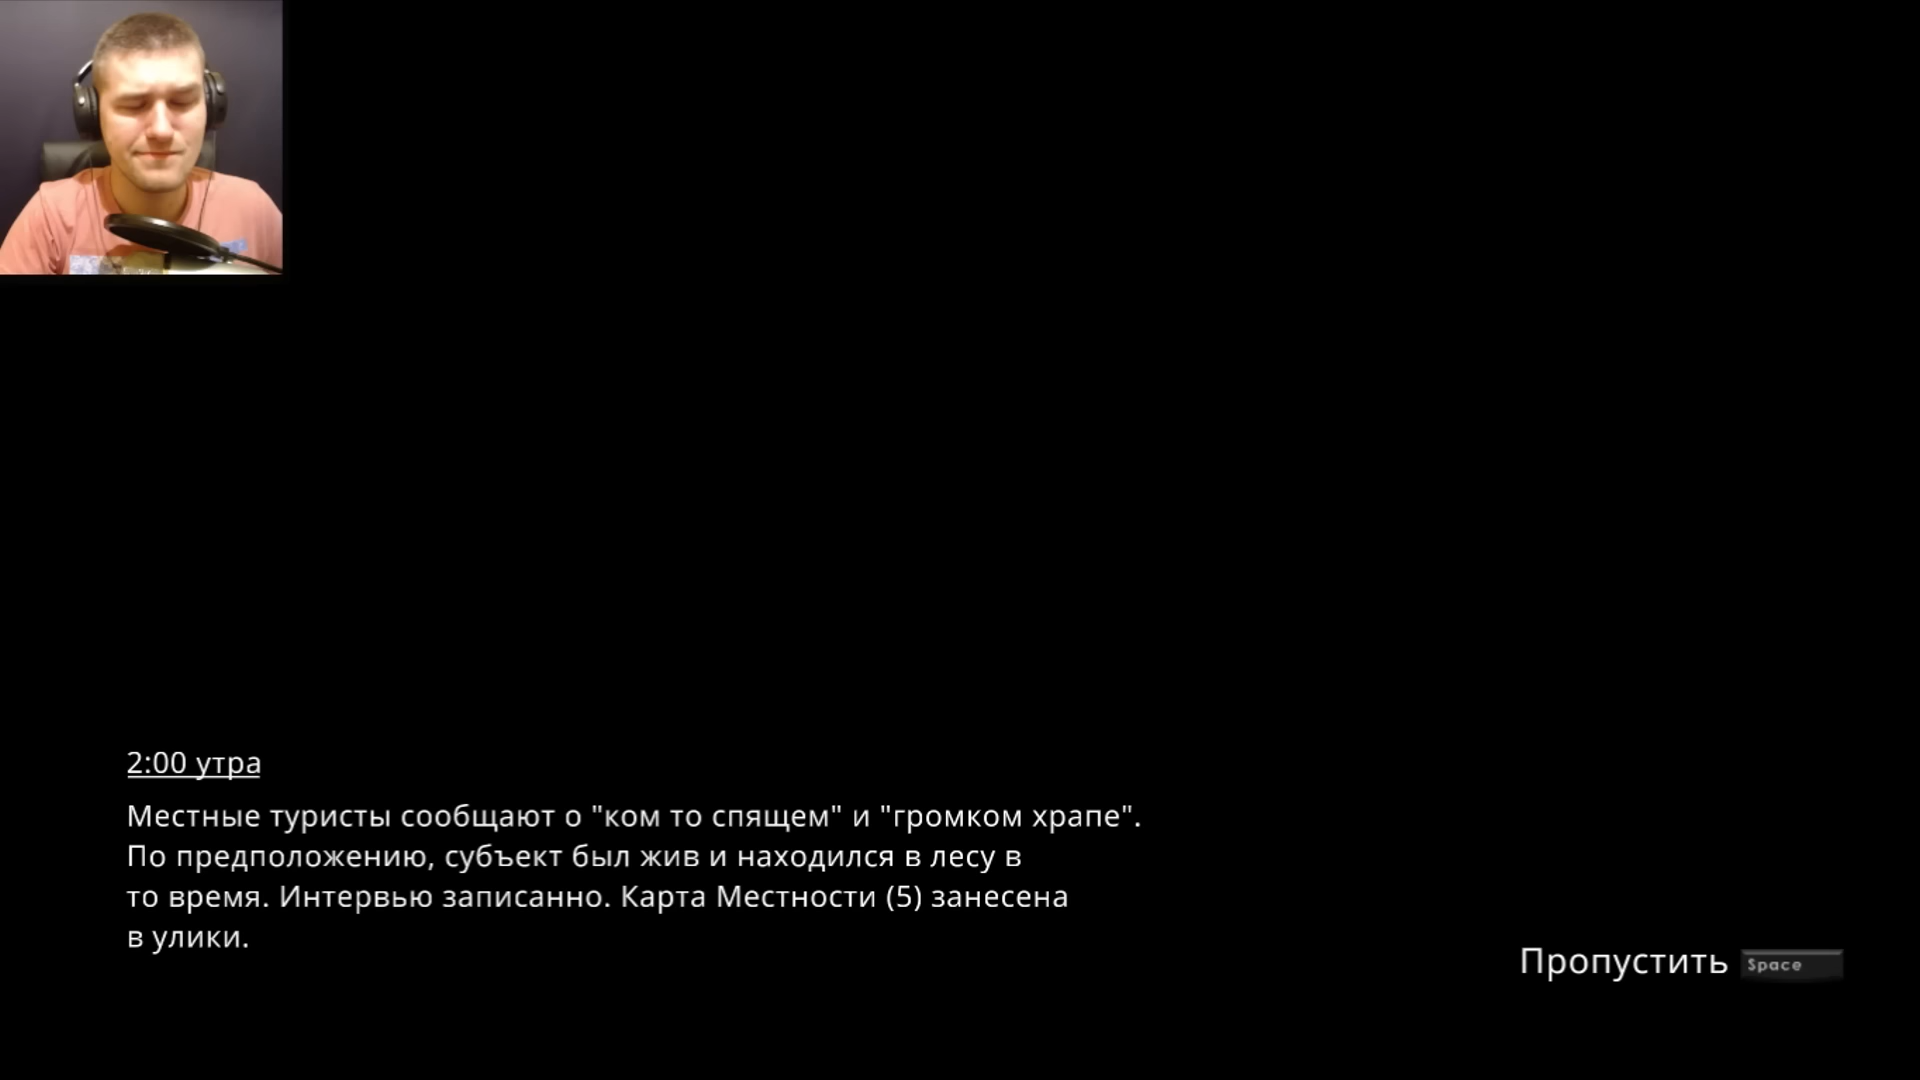 2:00 утра
Местные туристы сообщают о "ком то спящем" и "громком храпе".
По предположению, субъект был жив и находился в лесу в
то время. Интервью записанно. Карта Местности (5) занесена
в улики.
Пропустить Space